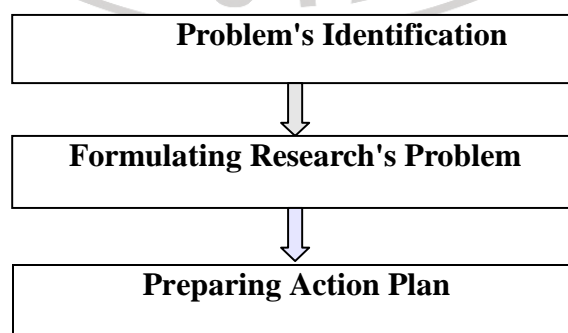 Problem's Identification
Formulating Research's Problem
Preparing Action Plan